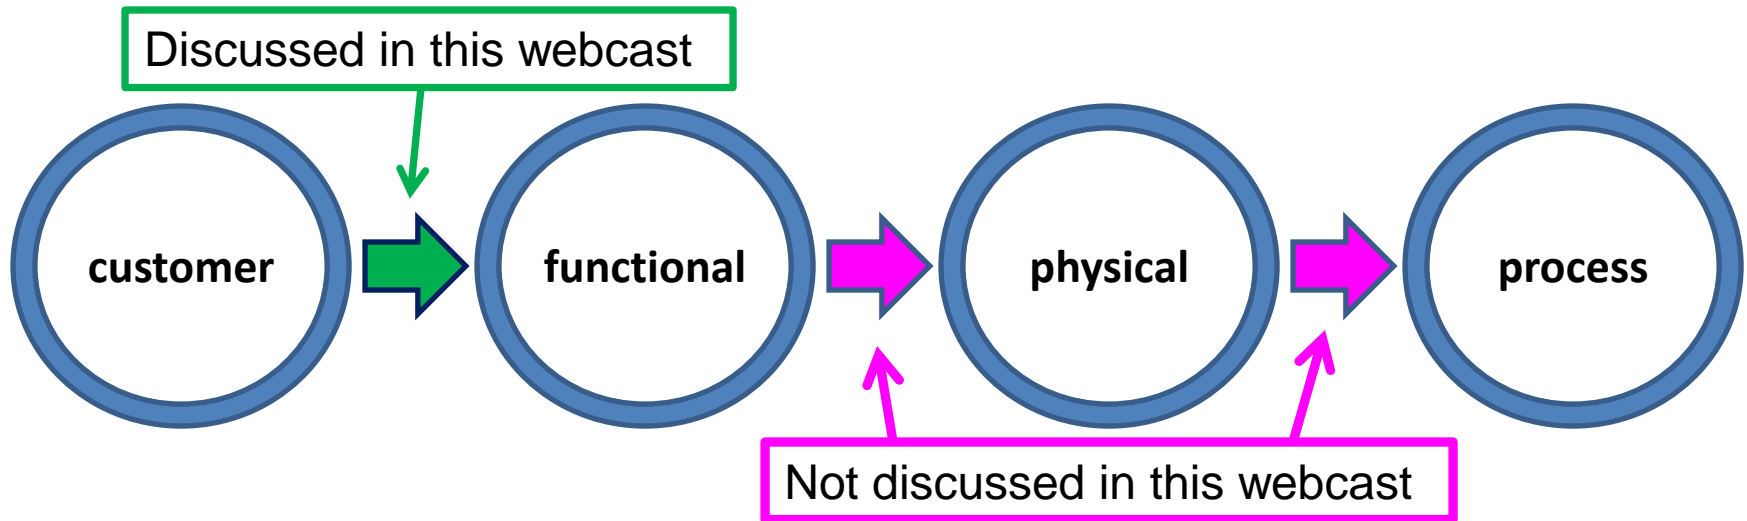 Discussed in this webcast
customer
functional
physical
process
Not discussed in this webcast